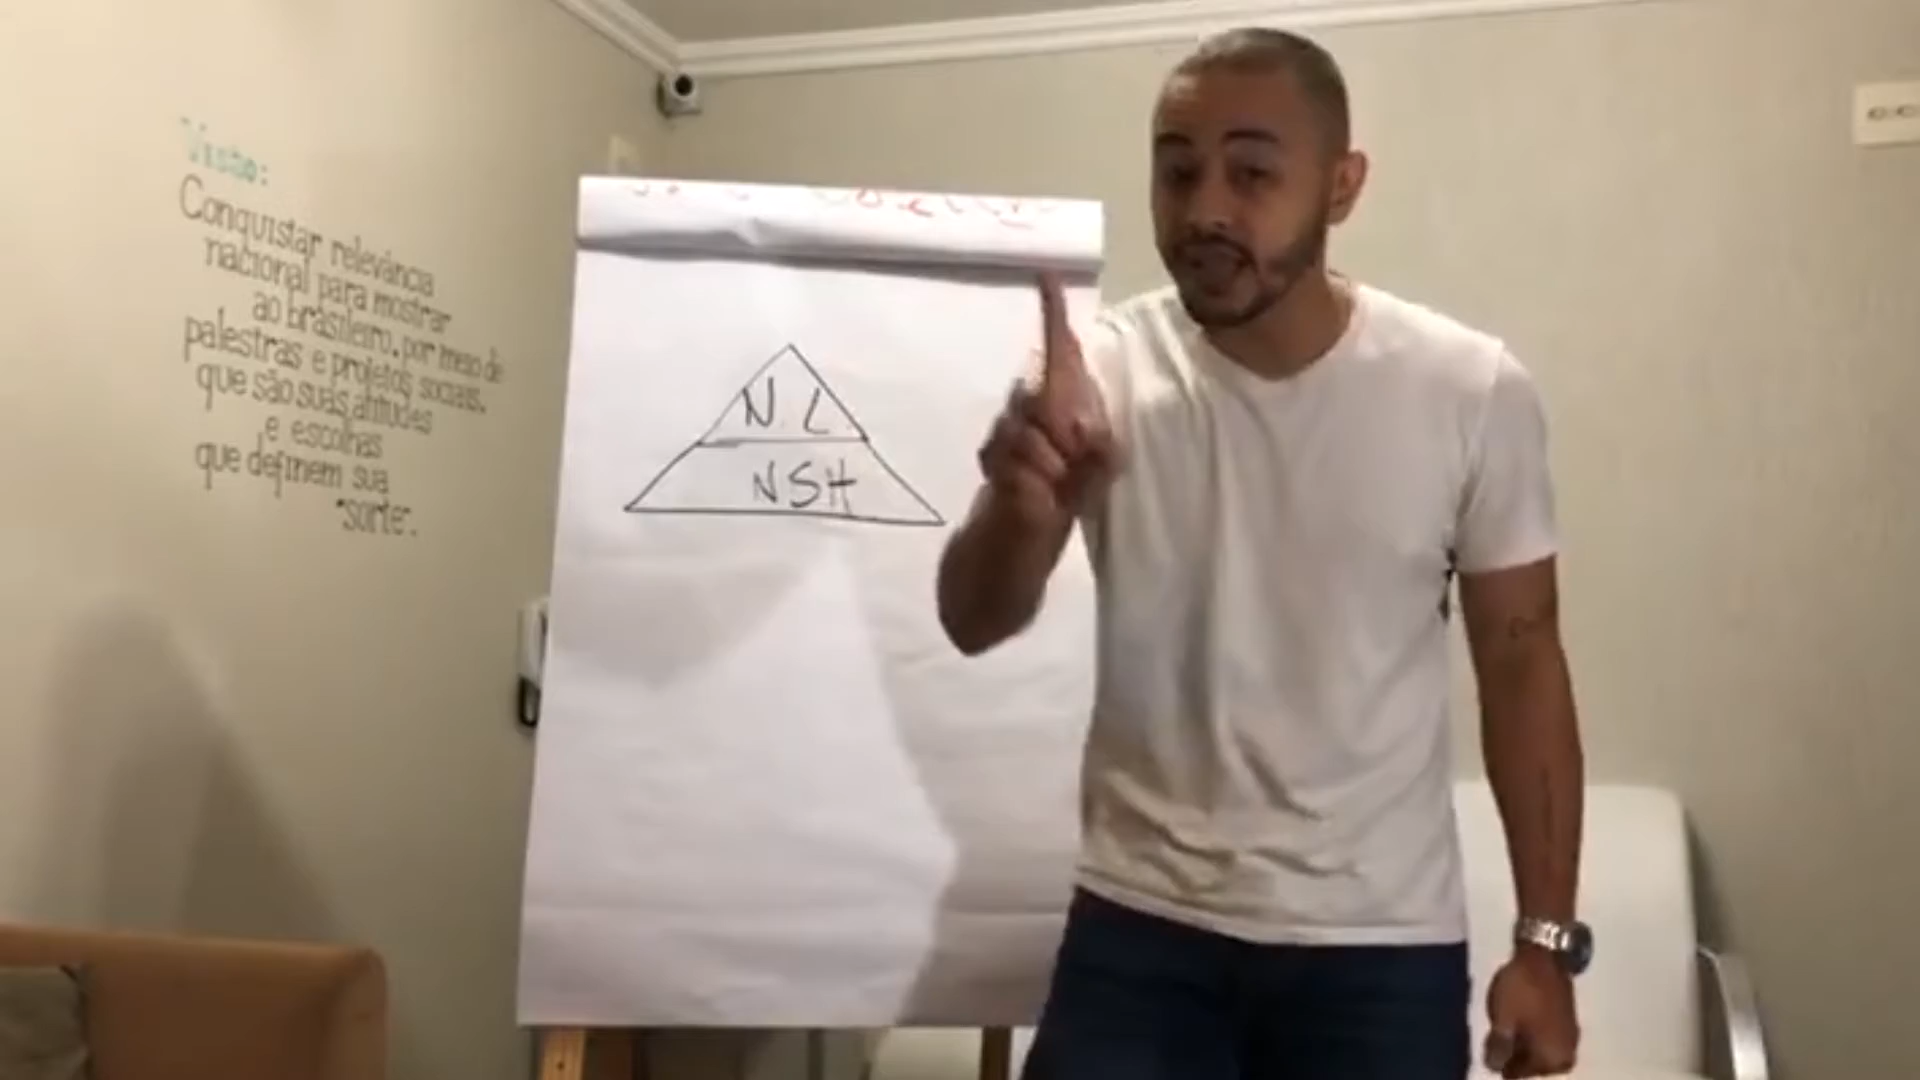 Visão:
Conquistar relevância
nacional para mostrar
ao brasileiro, por meio de
palestras e projetos sociais,
que são suas atitudes
e escolhas
que definem sua
"sorte".
N L
NSH